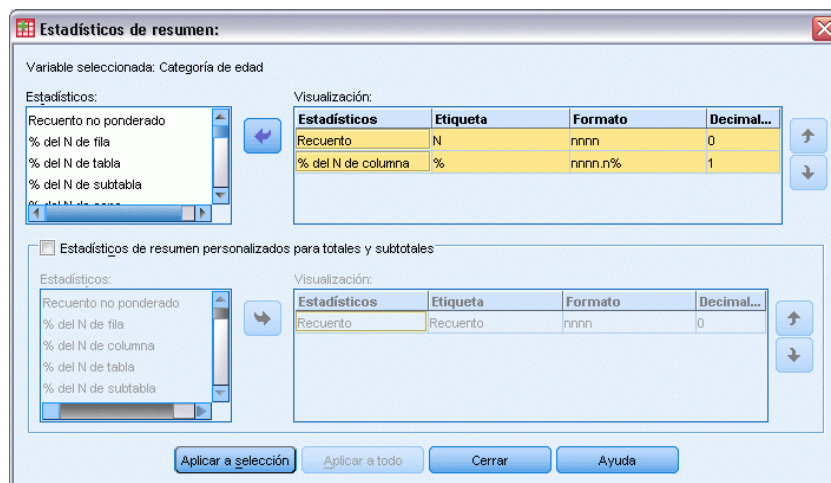 Estadísticos de resumen:
Variable seleccionada: Categoría de edad
Estadísticos:
Recuento no ponderado
% del N de fila
% del N de tabla
% del N de subtabla
Visualización:
Estadísticos Etiqueta Formato Decimal...
Recuento N nnnn 0
% del N de columna % nnnn.n% 1
Estadísticos de resumen personalizados para totales y subtotales
Estadísticos:
Recuento no ponderado
% del N de fila
% del N de columna
% del N de tabla
% del N de subtabla
Visualización:
Estadísticos Etiqueta Formato Decimal...
Recuento Recuento nnnn 0
Aplicar a selección Aplicar a todo Cerrar Ayuda